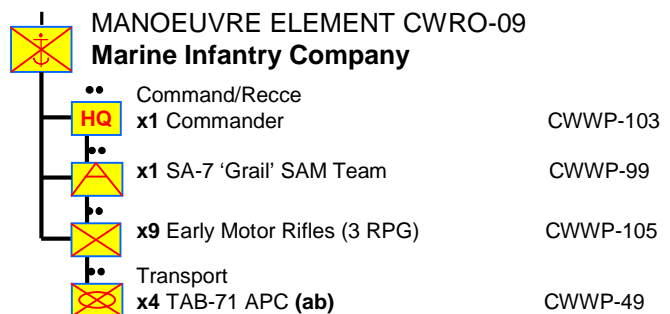 MANOEUVRE ELEMENT CWRO-09
Marine Infantry Company
Command/Recce
HQ x1 Commander CWWP-103
x1 SA-7 ‘Grail’ SAM Team CWWP-99
x9 Early Motor Rifles (3 RPG) CWWP-105
Transport
x4 TAB-71 APC (ab) CWWP-49